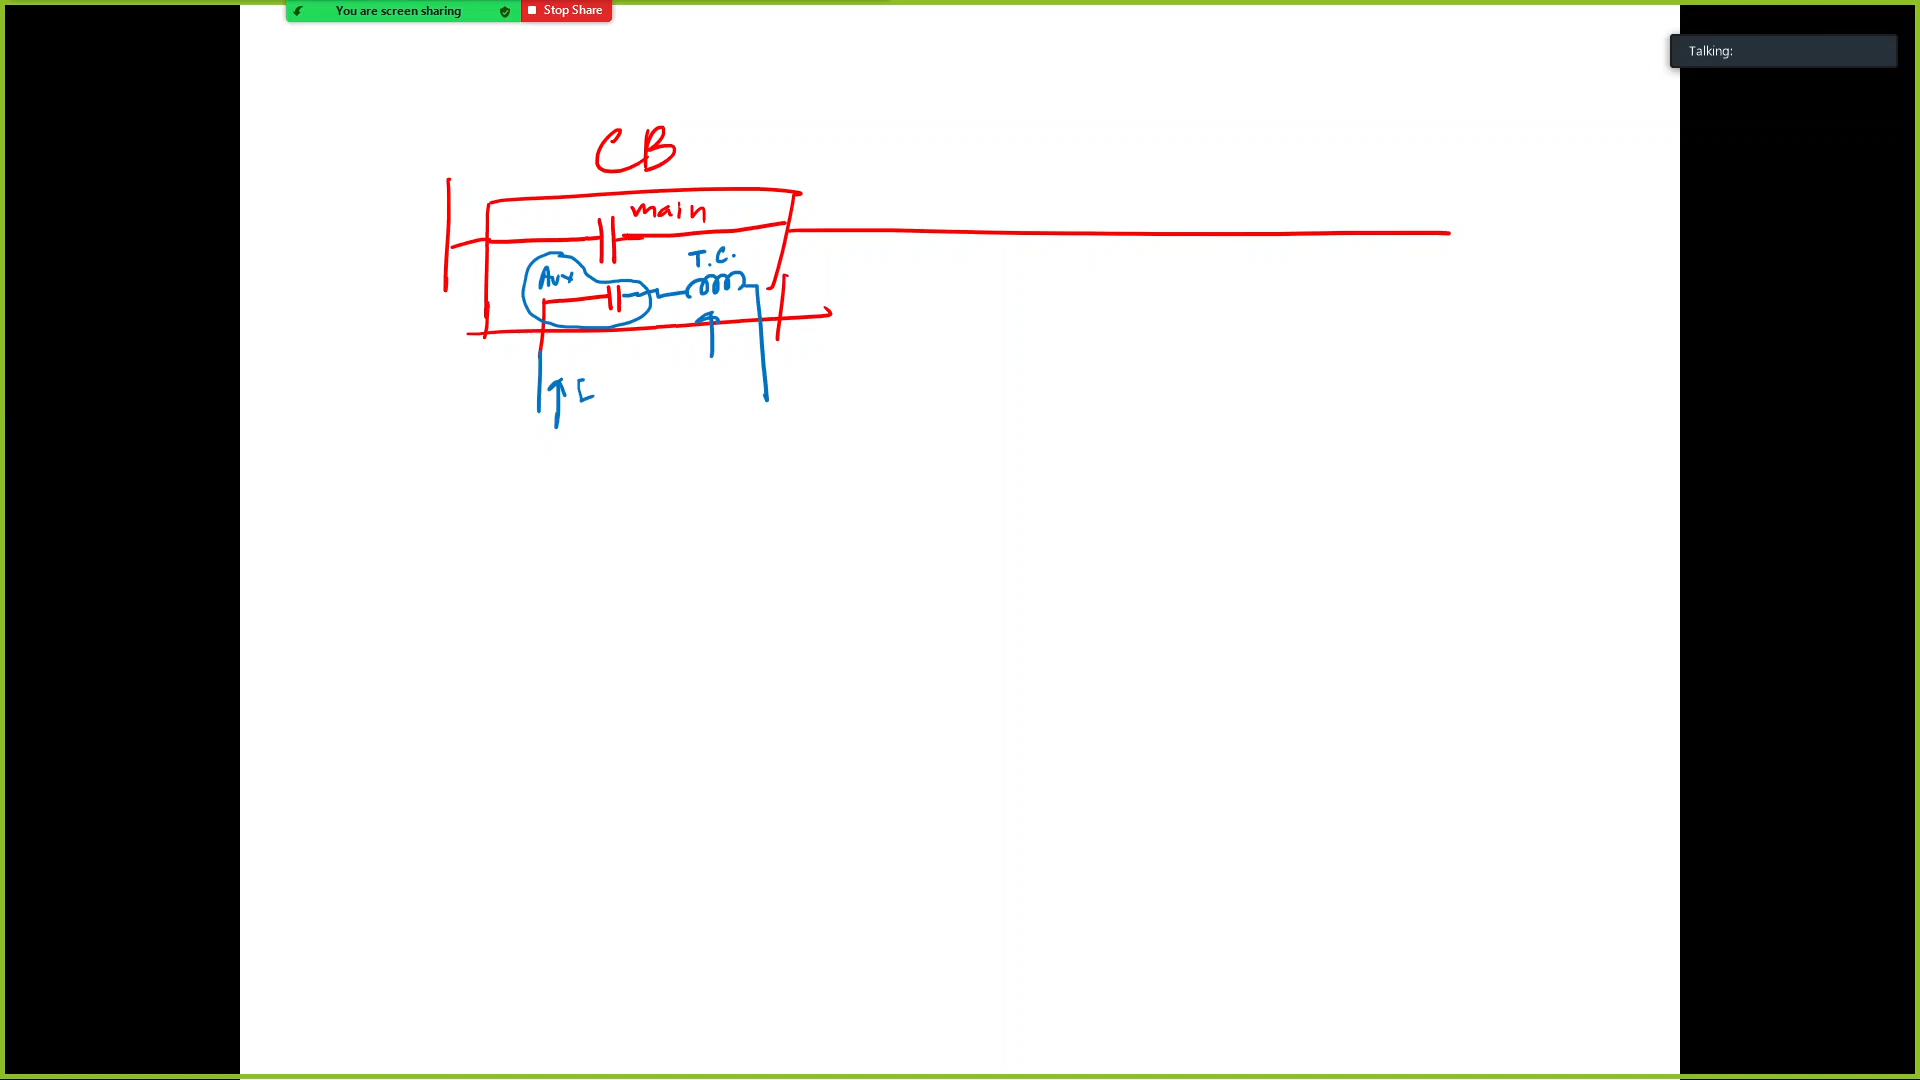 You are screen sharing Stop Share
Talking:
CB
main
T.C.
Aux